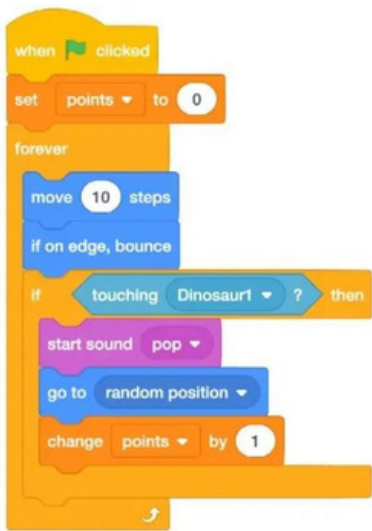 when clicked
set points to 0
forever
move 10 steps
if on edge, bounce
if touching Dinosaur1 ? then
start sound pop
go to random position
change points by 1